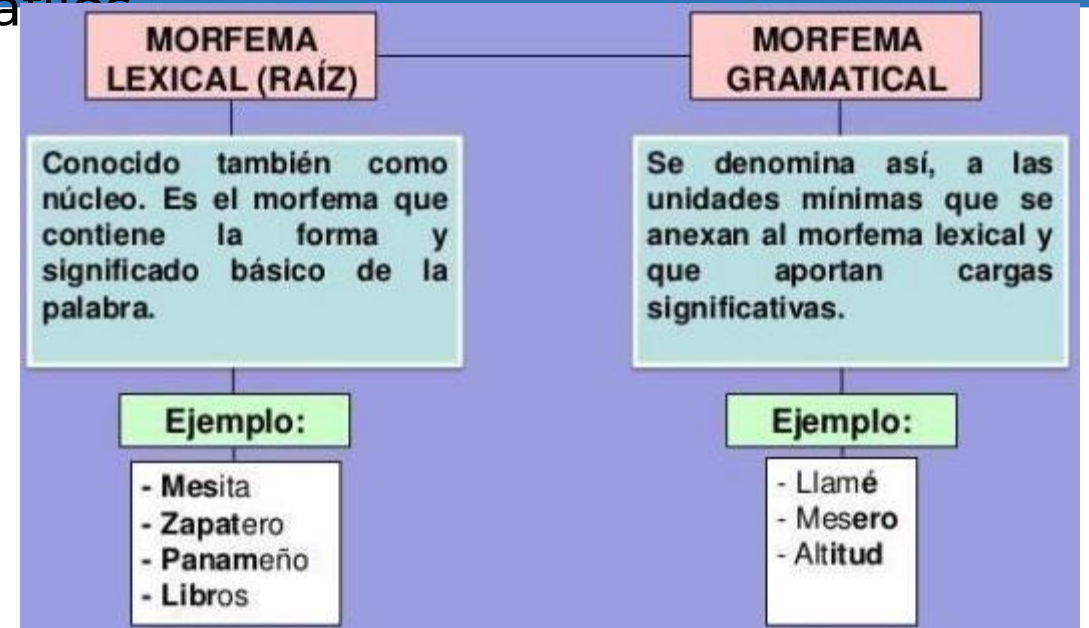 MORFEMA
LEXICAL (RAÍZ)
Conocido también como
núcleo. Es el morfema que
contiene la forma y
significado básico de la
palabra.
Ejemplo:
- Mesita
- Zapatero
- Panameño
- Libros
MORFEMA
GRAMATICAL
Se denomina así, a las
unidades mínimas que se
anexan al morfema lexical y
que aportan cargas
significativas.
Ejemplo:
- Llamé
- Mesero
- Altitud